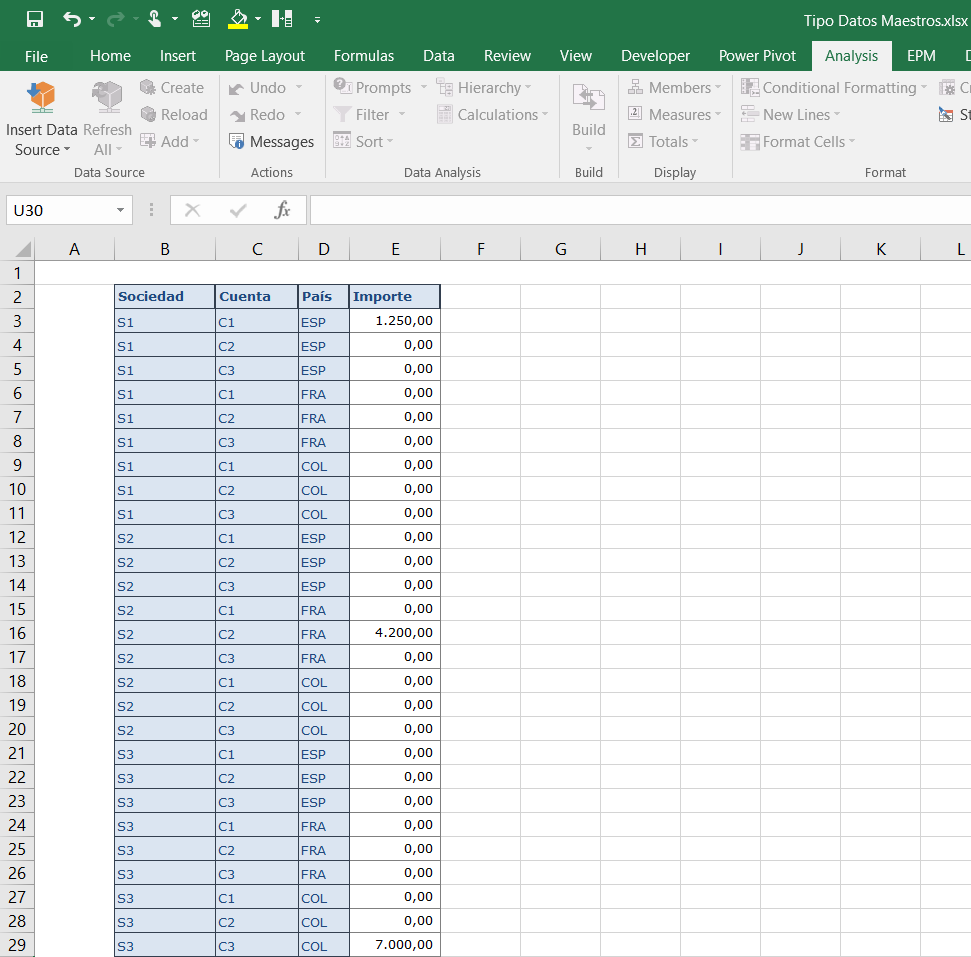 Tipo Datos Maestros.xlsx
File Home Insert Page Layout Formulas Data Review View Developer Power Pivot Analysis EPM
Create Undo Prompts Hierarchy Members Conditional Formatting
Insert Data Refresh Reload Redo Filter Calculations Build Measures New Lines St
Source All Add Messages Sort Totals Format Cells
Data Source Actions Data Analysis Build Display Format
U30 fx
A B C D E F G H I J K L
1
2 Sociedad Cuenta País Importe
3 S1 C1 ESP 1.250,00
4 S1 C2 ESP 0,00
5 S1 C3 ESP 0,00
6 S1 C1 FRA 0,00
7 S1 C2 FRA 0,00
8 S1 C3 FRA 0,00
9 S1 C1 COL 0,00
10 S1 C2 COL 0,00
11 S1 C3 COL 0,00
12 S2 C1 ESP 0,00
13 S2 C2 ESP 0,00
14 S2 C3 ESP 0,00
15 S2 C1 FRA 0,00
16 S2 C2 FRA 4.200,00
17 S2 C3 FRA 0,00
18 S2 C1 COL 0,00
19 S2 C2 COL 0,00
20 S2 C3 COL 0,00
21 S3 C1 ESP 0,00
22 S3 C2 ESP 0,00
23 S3 C3 ESP 0,00
24 S3 C1 FRA 0,00
25 S3 C2 FRA 0,00
26 S3 C3 FRA 0,00
27 S3 C1 COL 0,00
28 S3 C2 COL 0,00
29 S3 C3 COL 7.000,00